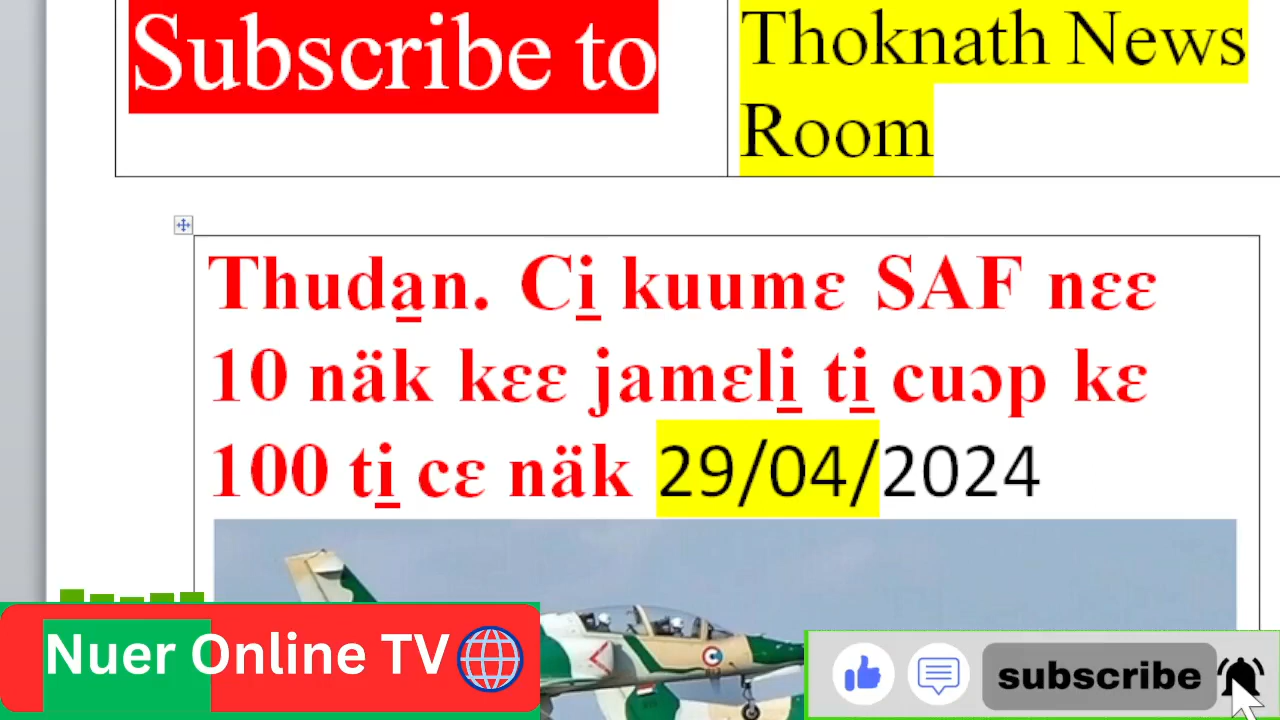 Subscribe to
Thoknath News
Room
Thuda̱n. Ci̱ kuumɛ SAF nɛɛ
10 näk kɛɛ jamɛli̱ ti̱ cuɔp kɛ
100 ti̱ cɛ näk 29/04/2024
Nuer Online TV
subscribe